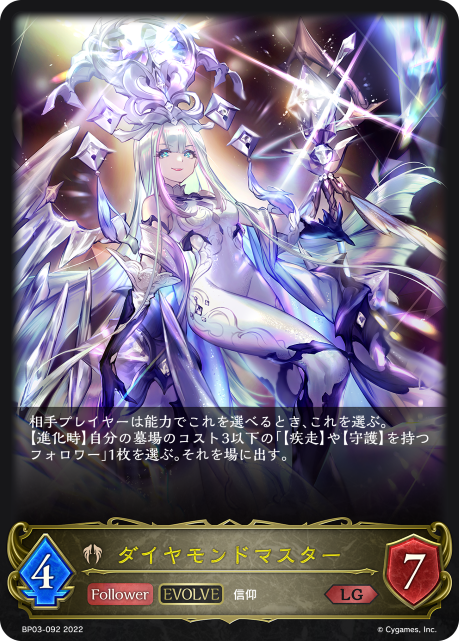 相手プレイヤーは能力でこれを選べるとき、これを選ぶ。
【進化時】自分の墓場のコスト3以下の「【疾走】や【守護】を持つ
フォロワー」1枚を選ぶ。それを場に出す。
ダイヤモンドマスター
4
7
Follower
EVOLVE
信仰
LG
BP03-092 2022
© Cygames, Inc.